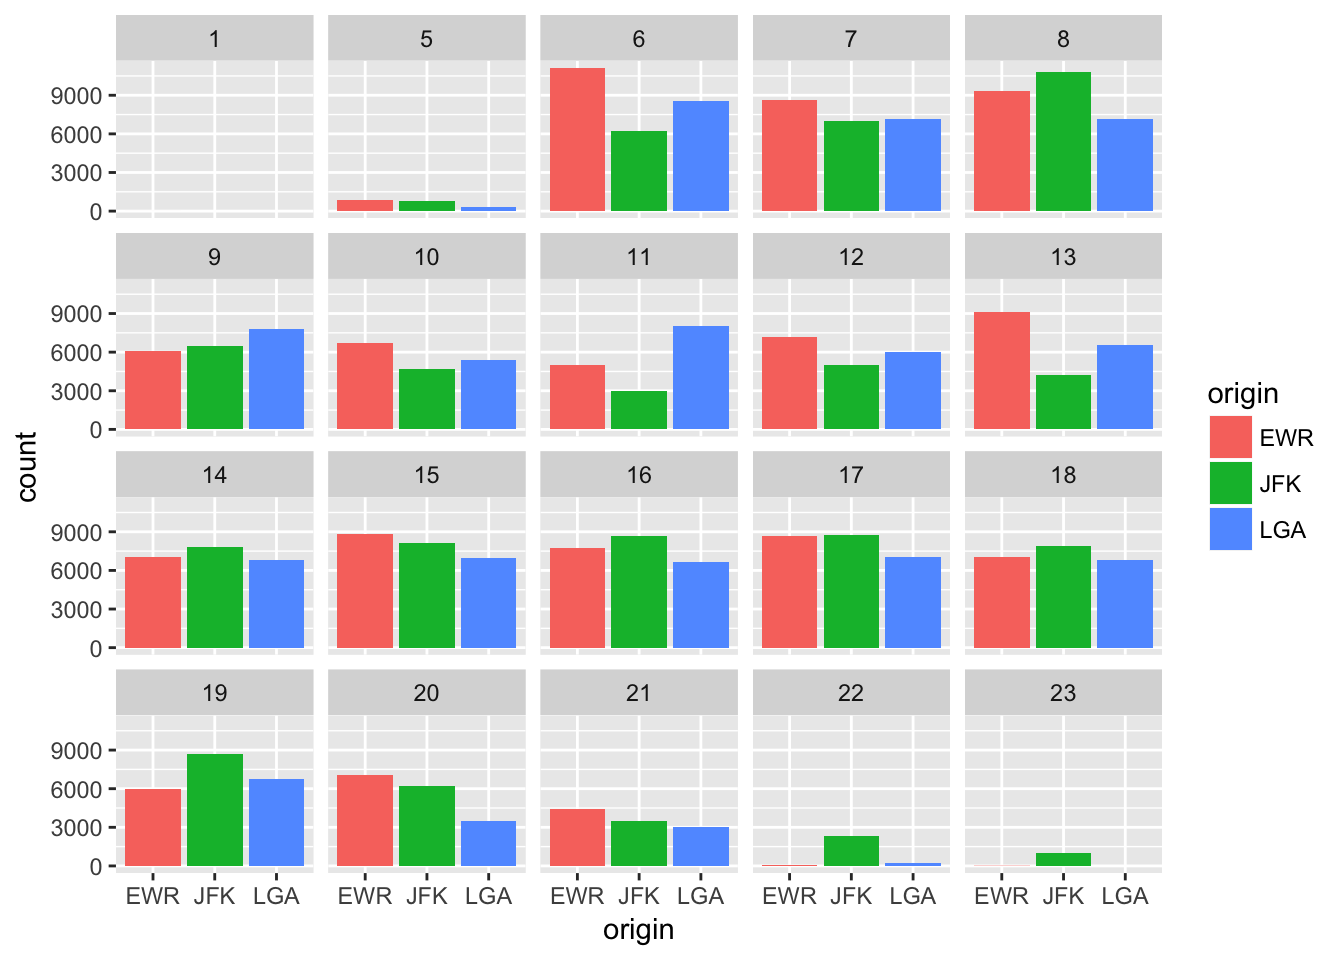 1 5 6 7 8
9000
6000
3000
0
9 10 11 12 13
9000
6000
3000
0
14 15 16 17 18
9000
6000
3000
0
19 20 21 22 23
9000
6000
3000
0
EWR JFK LGA EWR JFK LGA EWR JFK LGA EWR JFK LGA EWR JFK LGA
origin
count
origin
EWR
JFK
LGA